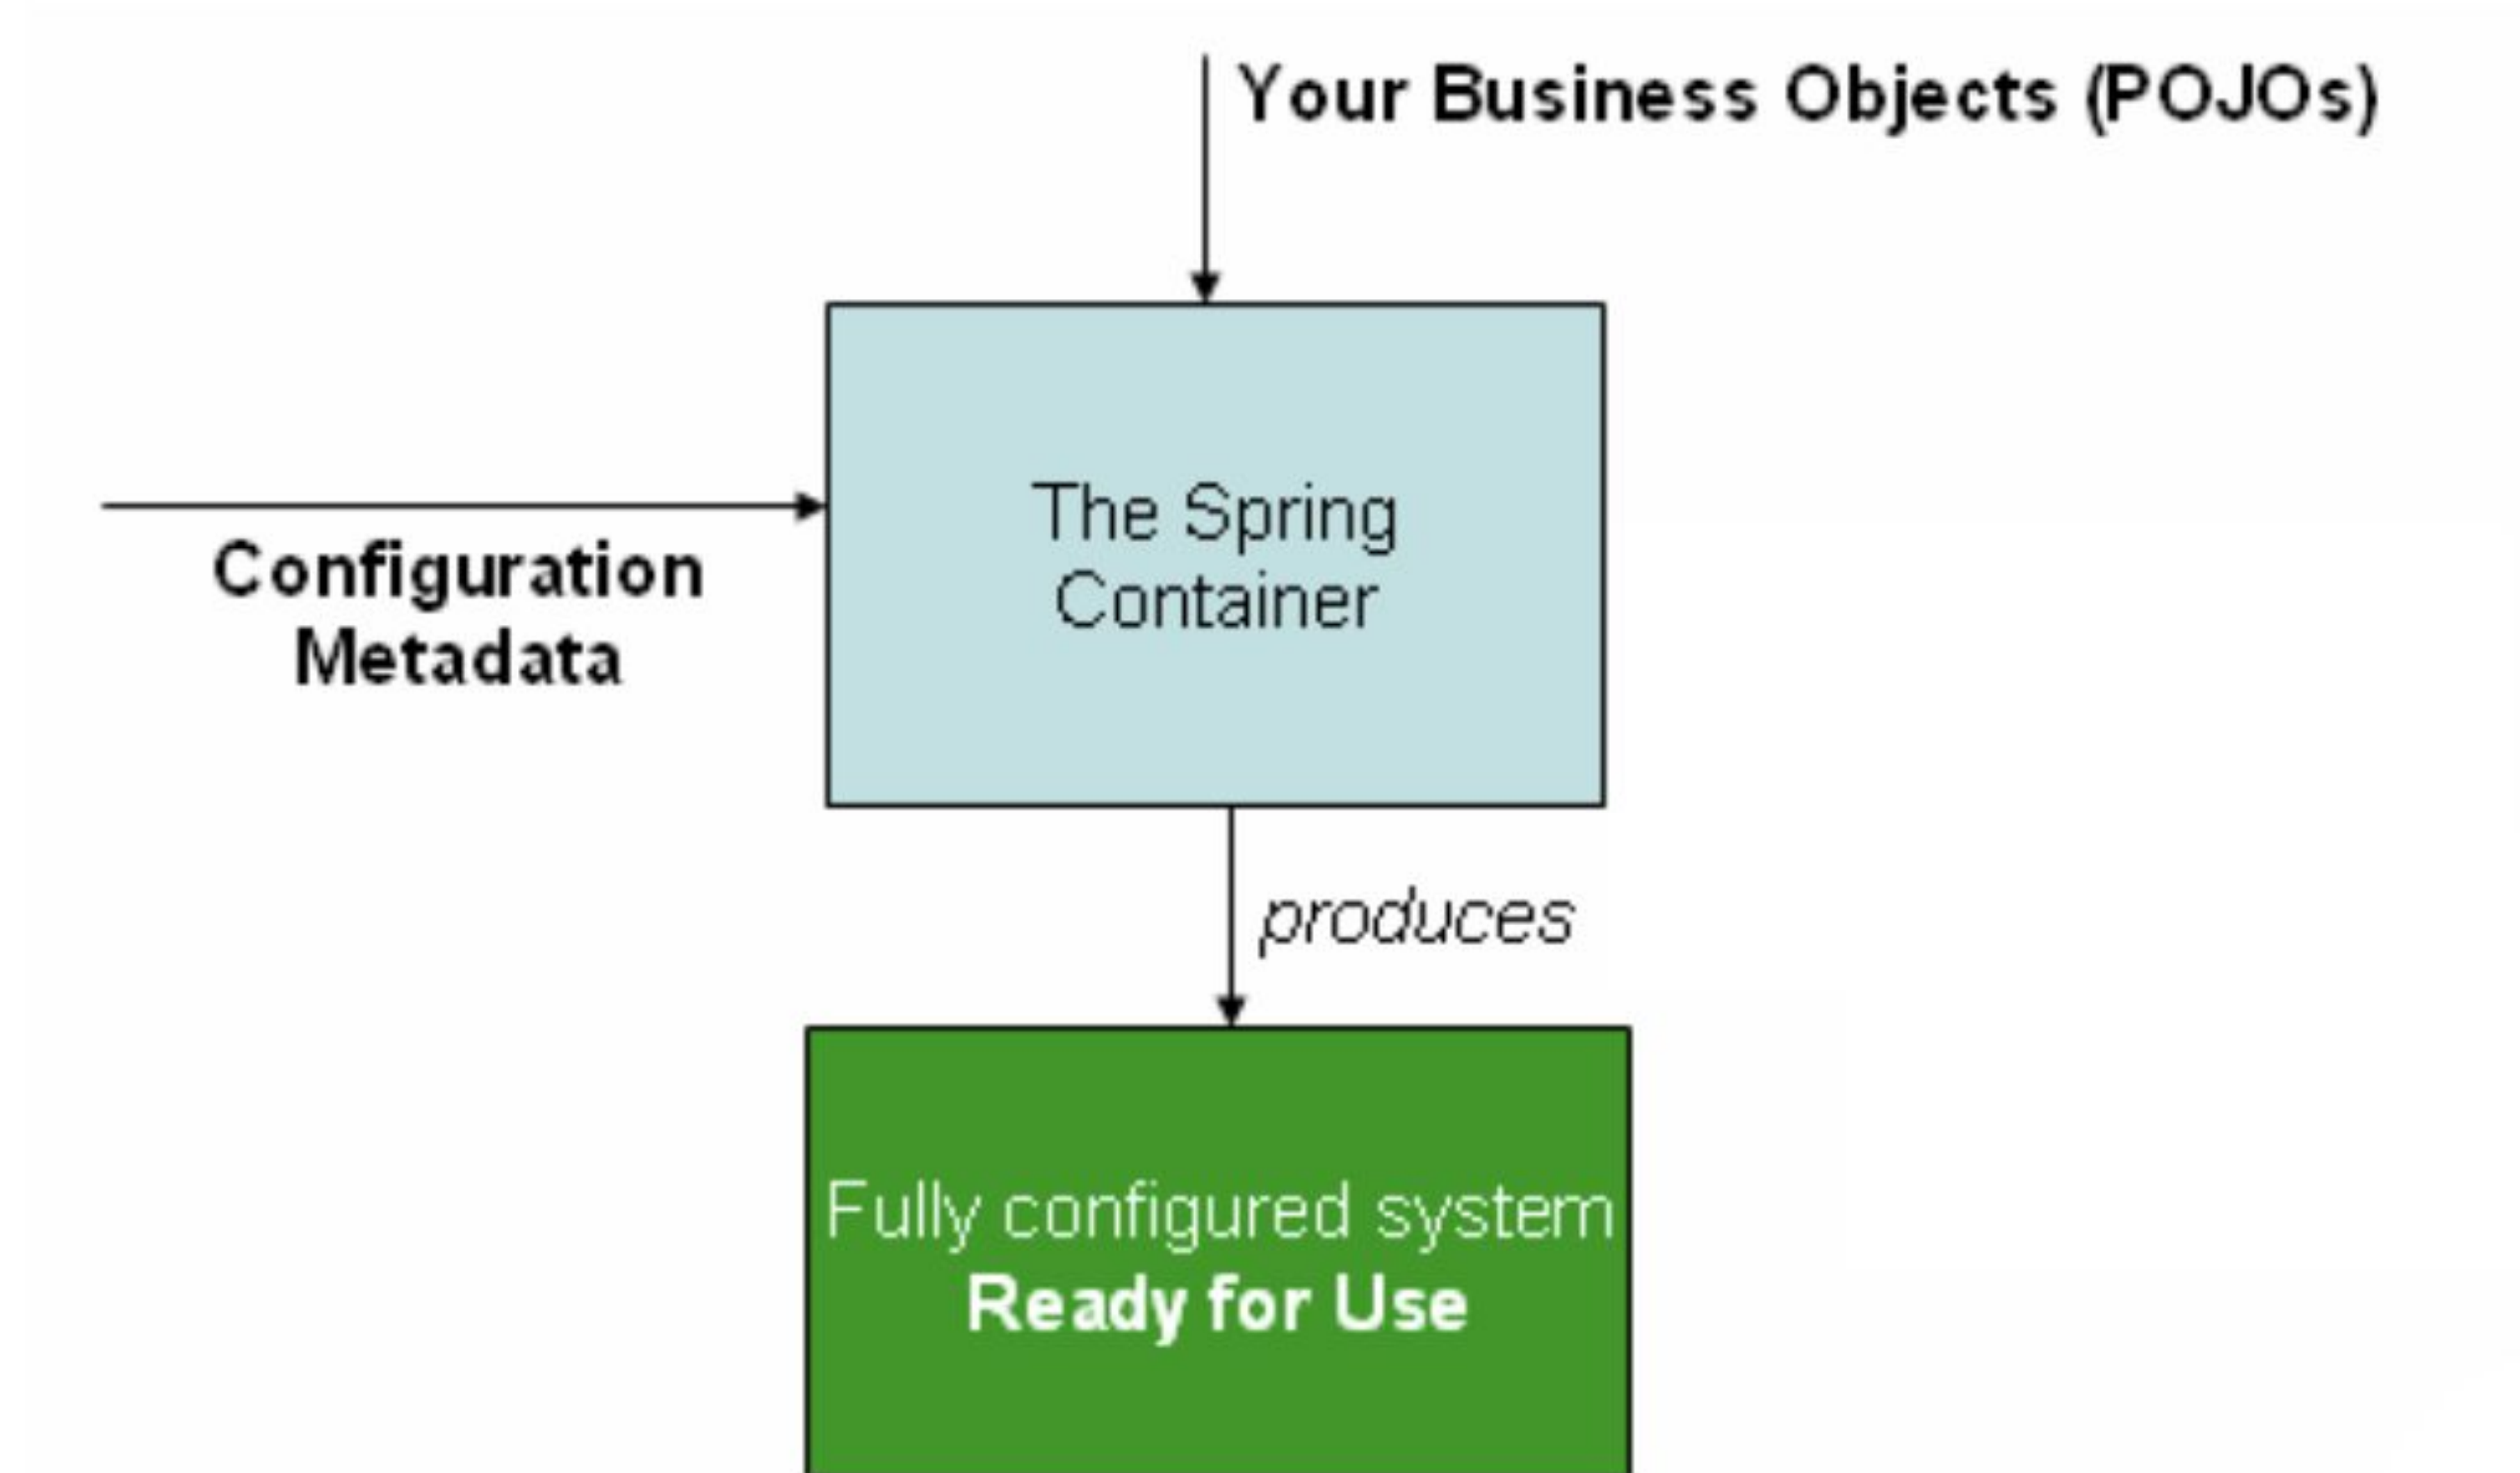 Your Business Objects (POJOs)
The Spring
Container
Configuration
Metadata
produces
Fully configured system
Ready for Use